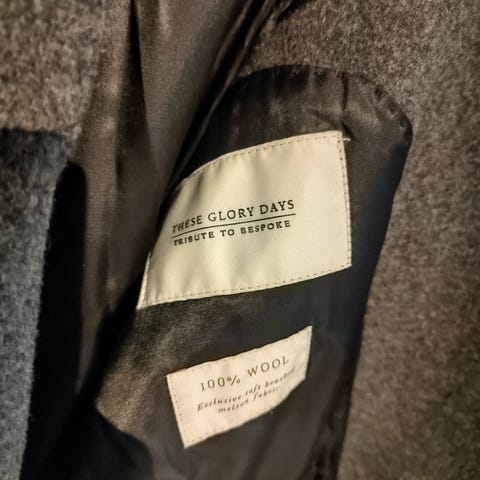 THESE GLORY DAYS
TRIBUTE TO BESPOKE
100% WOOL
Exclusive soft brushed
melton fabric